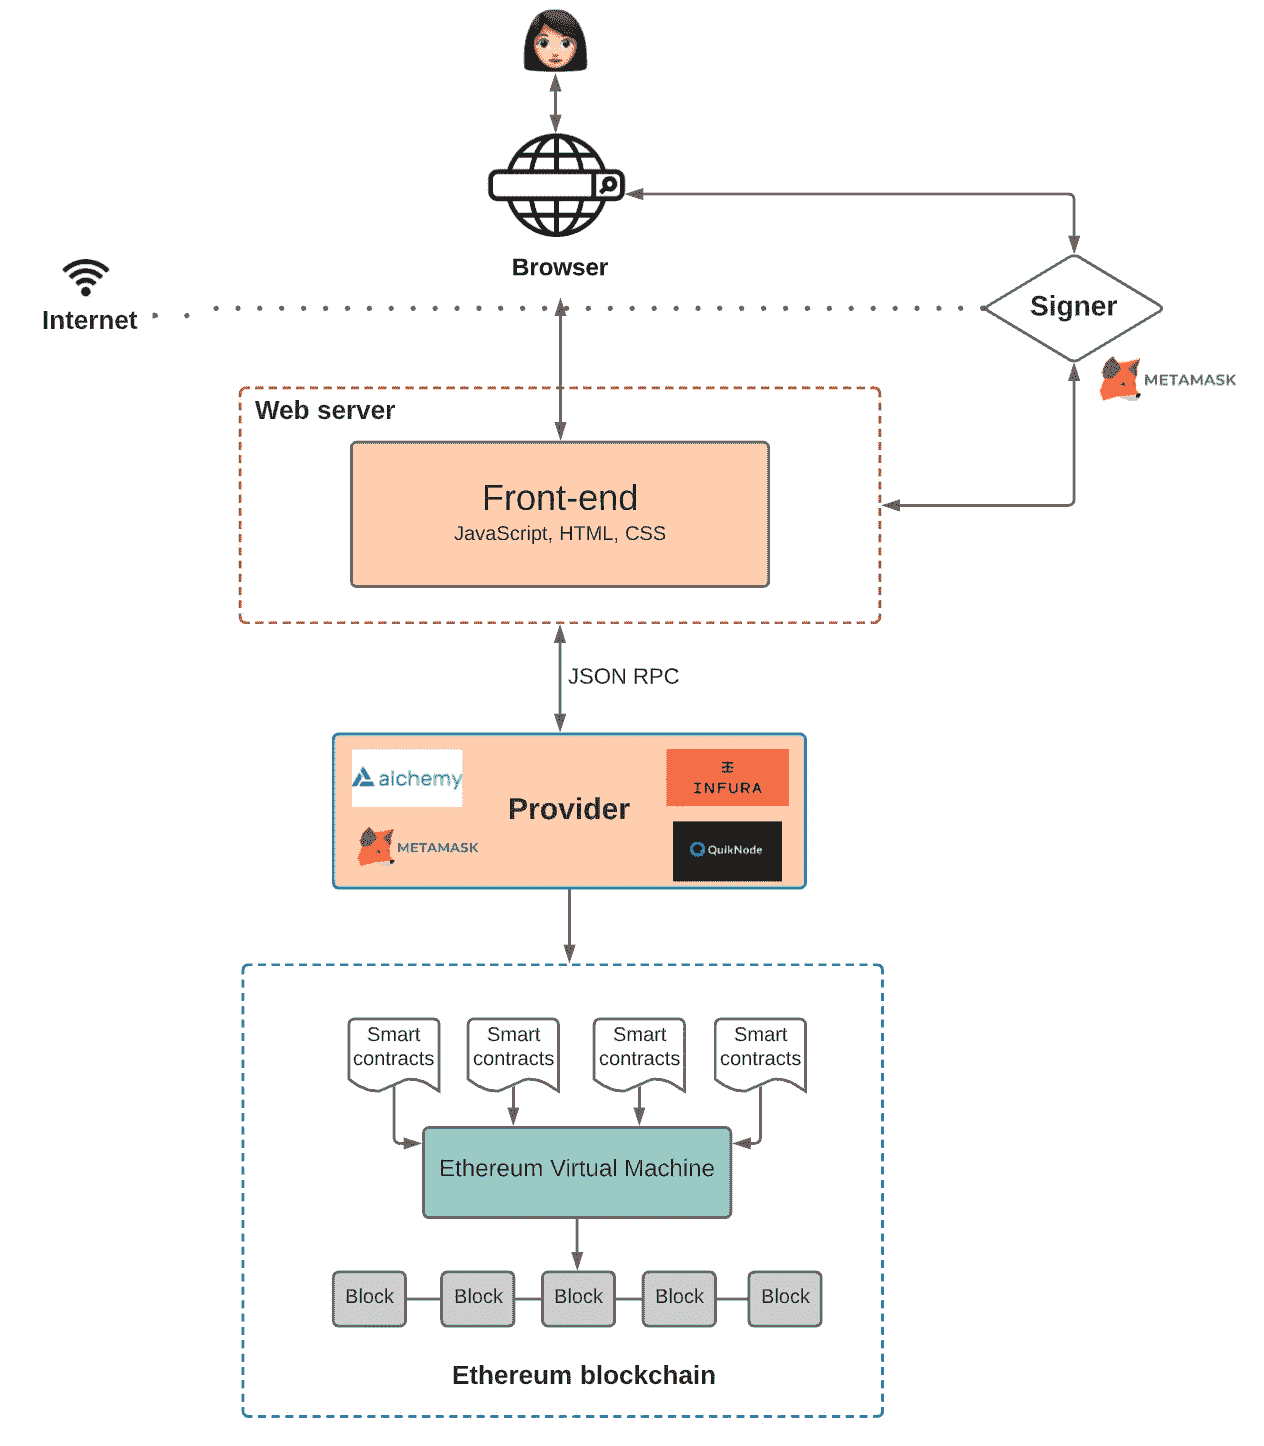 Browser
Internet
Signer
METAMASK
Web server
Front-end
JavaScript, HTML, CSS
JSON RPC
alchemy
INFURA
Provider
METAMASK
QuikNode
Smart
contracts
Smart
contracts
Smart
contracts
Smart
contracts
Ethereum Virtual Machine
Block
Block
Block
Block
Block
Ethereum blockchain